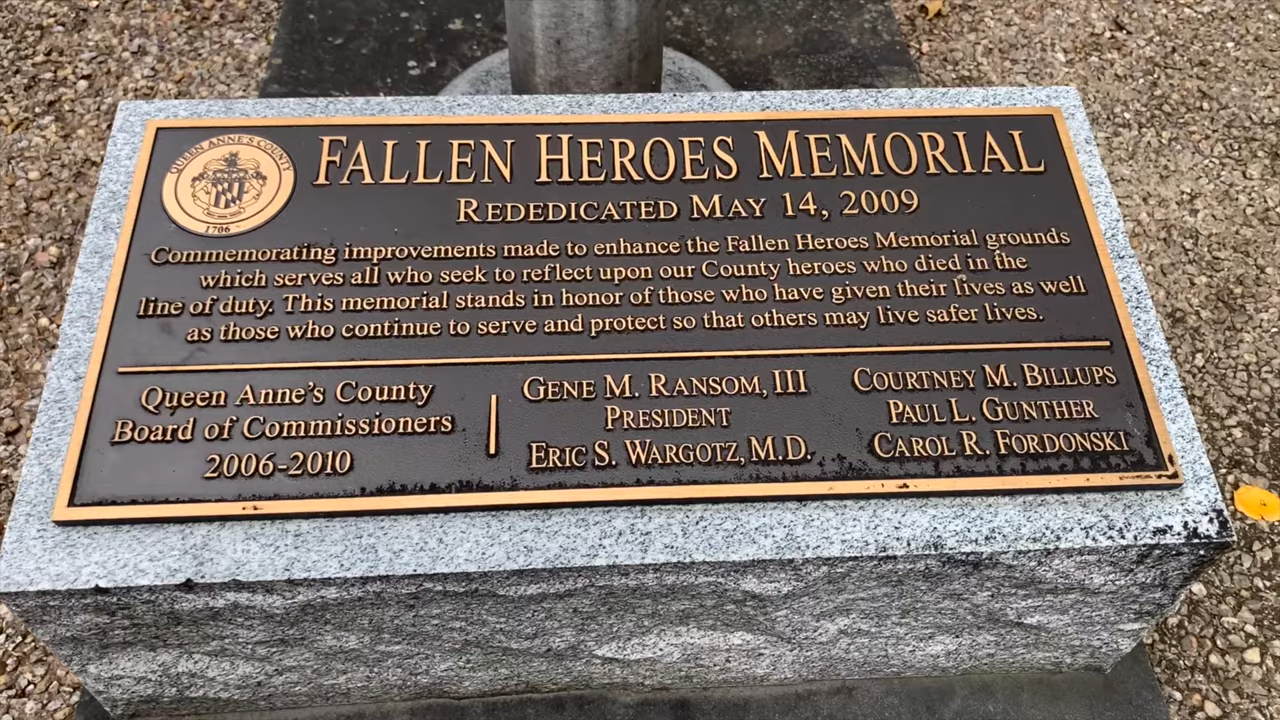 QUEEN ANNE'S COUNTY
1706
FALLEN HEROES MEMORIAL
REDEDICATED MAY 14, 2009
Commemorating improvements made to enhance the Fallen Heroes Memorial grounds
which serves all who seek to reflect upon our County heroes who died in the
line of duty. This memorial stands in honor of those who have given their lives as well
as those who continue to serve and protect so that others may live safer lives.
Queen Anne's County
Board of Commissioners
2006-2010
GENE M. RANSOM, III
PRESIDENT
ERIC S. WARGOTZ, M.D.
COURTNEY M. BILLUPS
PAUL L. GUNTHER
CAROL R. FORDONSKI